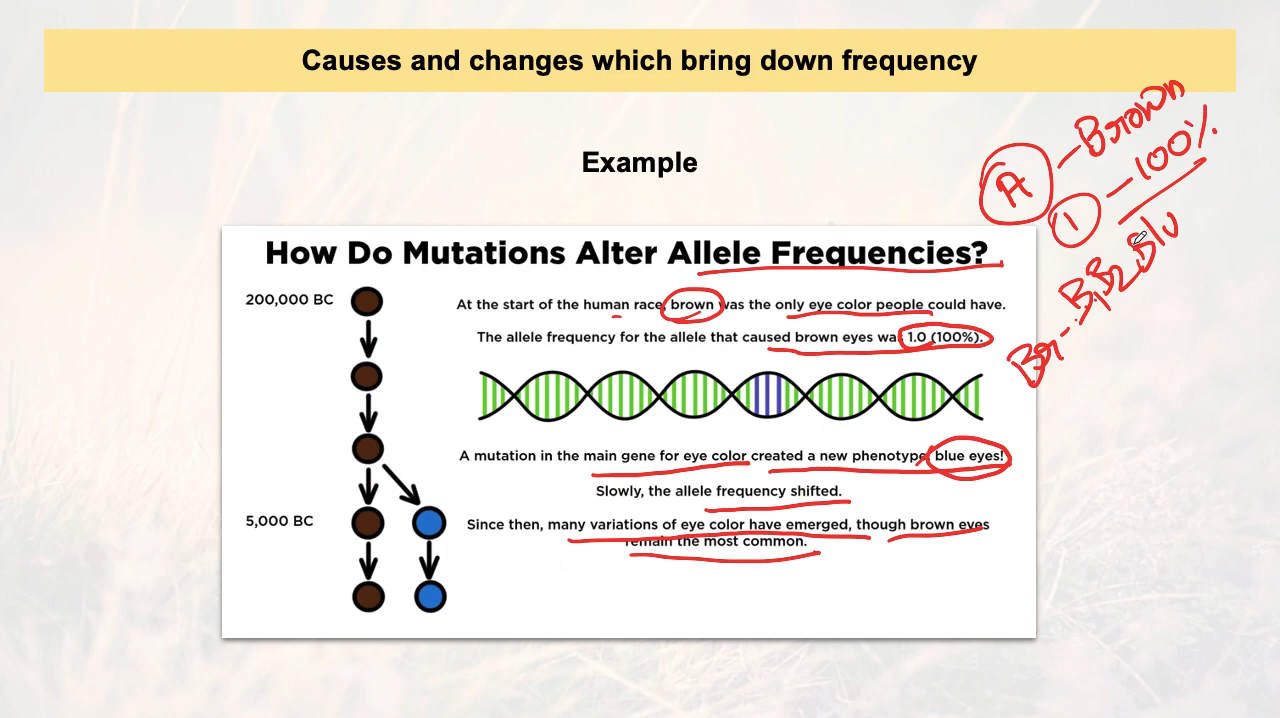 Causes and changes which bring down frequency
Example
A - Brown
1 - 100%.
How Do Mutations Alter Allele Frequencies?
200,000 BC
At the start of the human race, brown was the only eye color people could have.
The allele frequency for the allele that caused brown eyes was 1.0 (100%).
A mutation in the main gene for eye color created a new phenotype, blue eyes!
Slowly, the allele frequency shifted.
5,000 BC
Since then, many variations of eye color have emerged, though brown eyes
remain the most common.